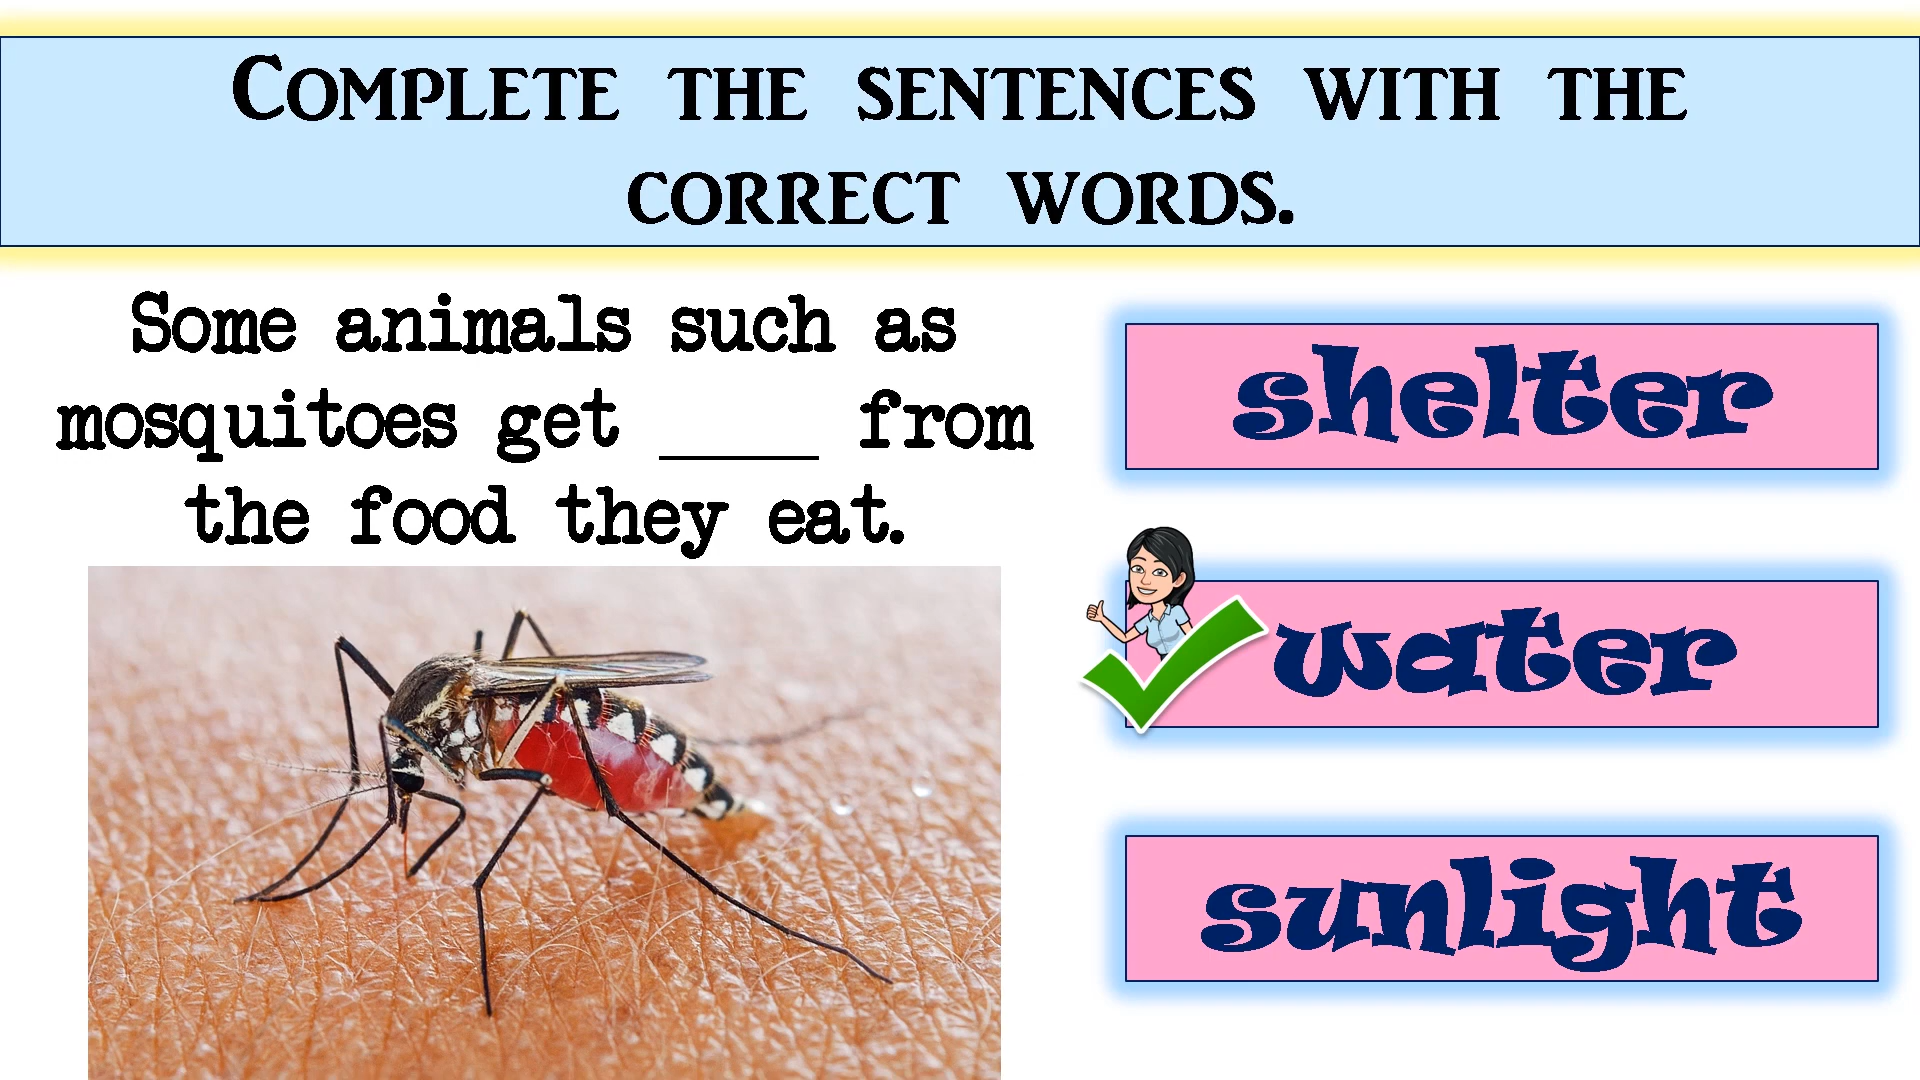 Complete the sentences with the
correct words.
Some animals such as
mosquitoes get ____ from
the food they eat.
shelter
water
sunlight